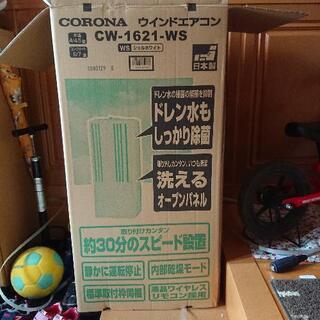 CORONA ウインドエアコン
CW-1621-WS
WS シェルホワイト
日本製
ドレン水も
しっかり除菌
洗える
オープンパネル
取り付けカンタン
約30分のスピード設置
静かに運転停止
内部乾燥モード
標準取付枠同梱
液晶ワイヤレス
リモコン採用